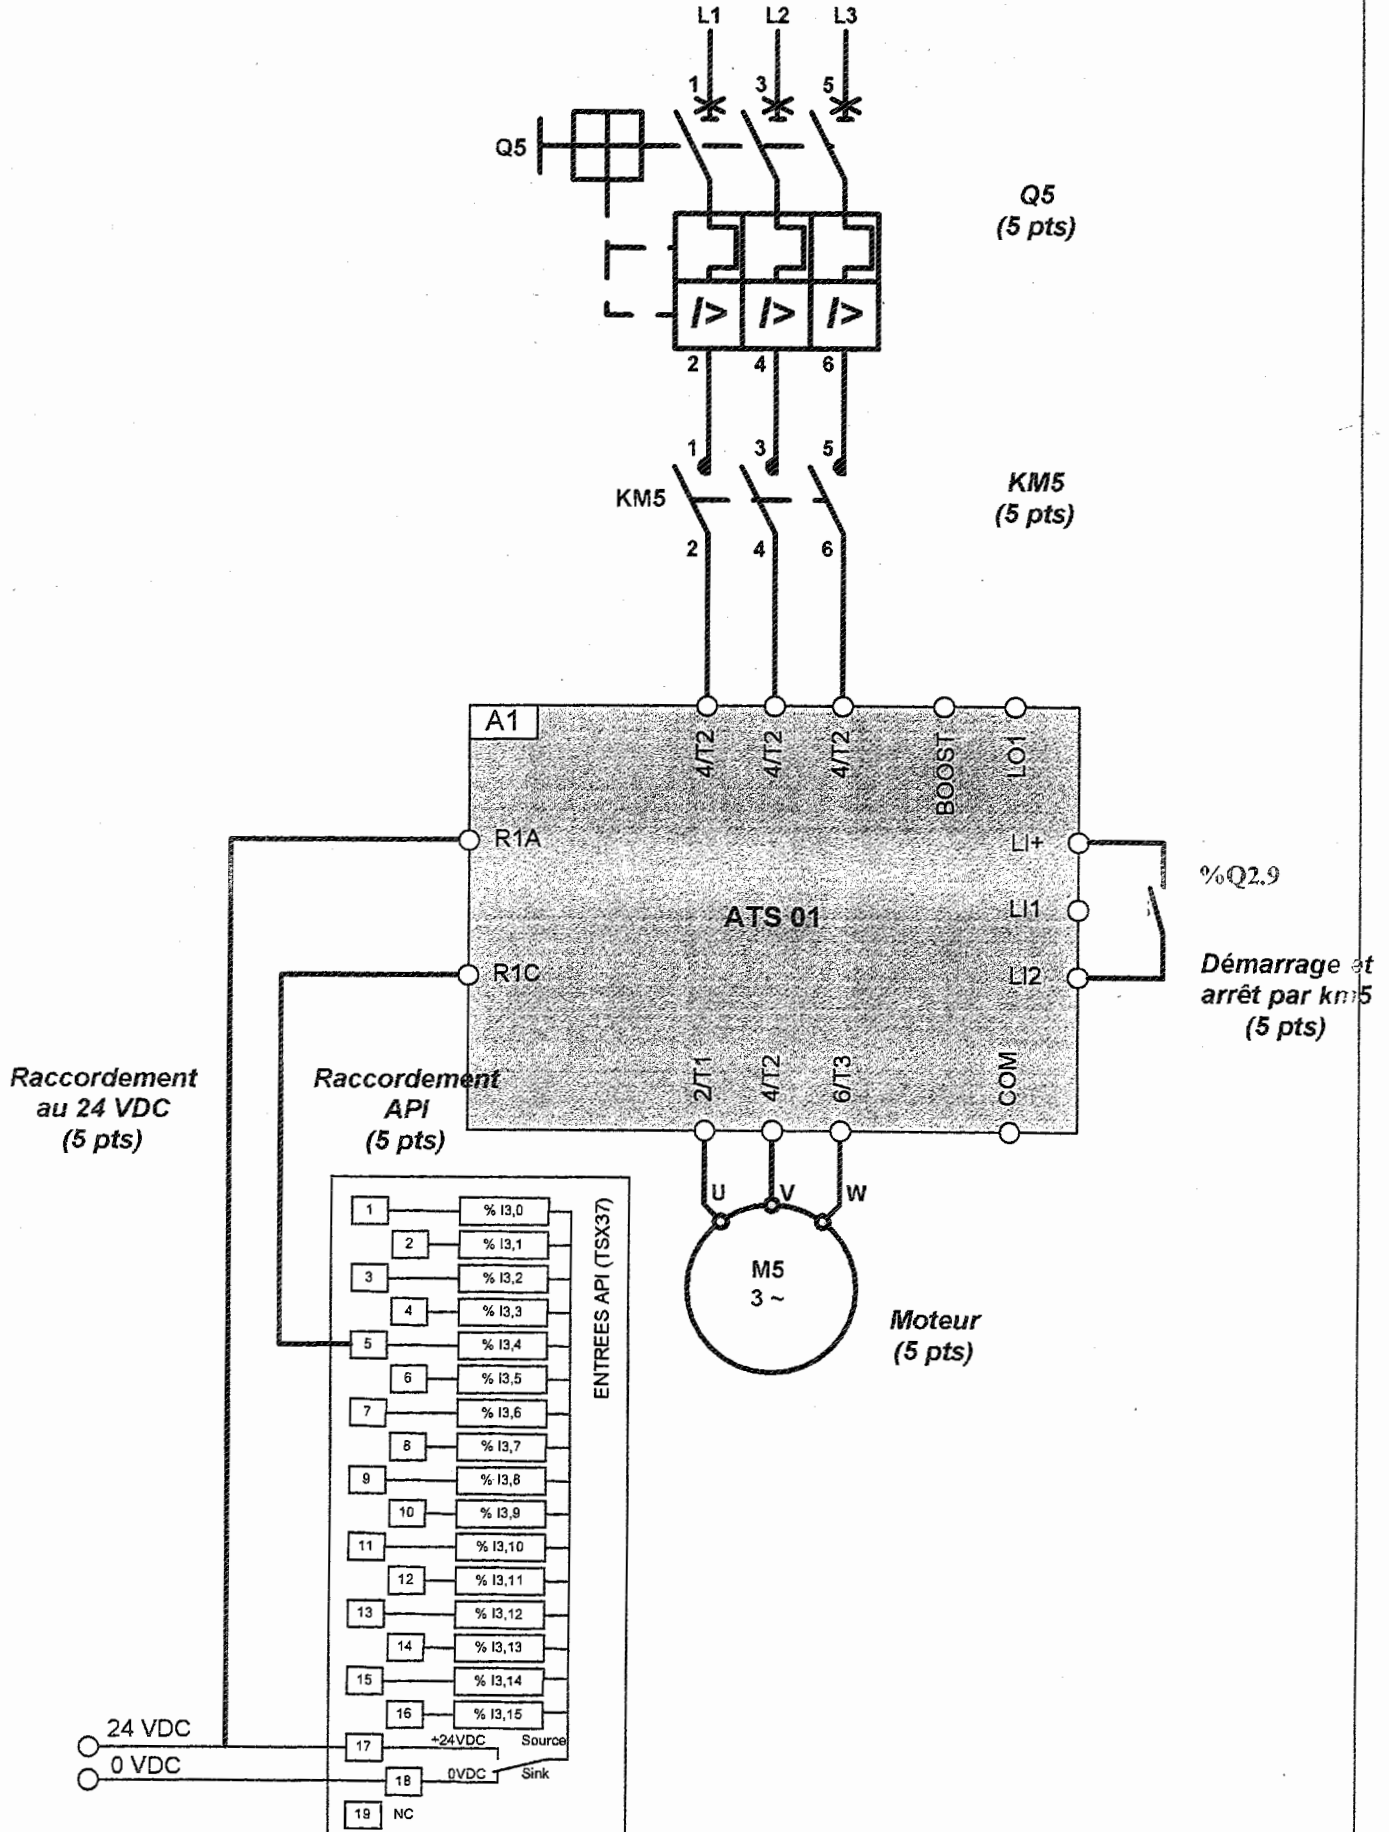 L1 L2 L3
1 3 5
Q5
Q5
(5 pts)
I> I> I>
2 4 6
1 3 5
KM5
KM5
(5 pts)
2 4 6
A1
4/T2 4/T2 4/T2 BOOST LO1
R1A
LI+
%Q2.9
ATS 01
LI1
R1C
LI2
Démarrage et
arrêt par km5
(5 pts)
2/T1 4/T2 6/T3 COM
Raccordement
au 24 VDC
(5 pts)
Raccordement
API
(5 pts)
U V W
M5
3 ~
Moteur
(5 pts)
ENTREES API (TSX37)
1 % I3,0
2 % I3,1
3 % I3,2
4 % I3,3
5 % I3,4
6 % I3,5
7 % I3,6
8 % I3,7
9 % I3,8
10 % I3,9
11 % I3,10
12 % I3,11
13 % I3,12
14 % I3,13
15 % I3,14
16 % I3,15
24 VDC 17 +24VDC Source
0 VDC 18 0VDC Sink
19 NC